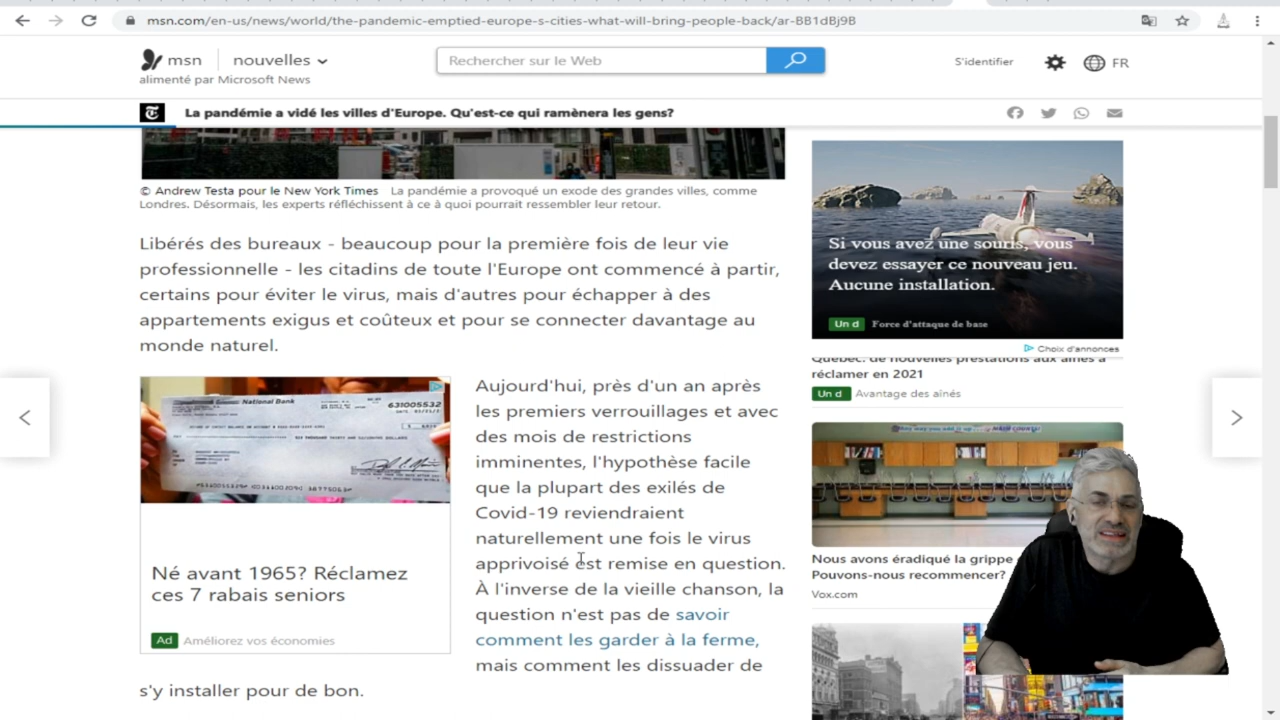 msn.com/en-us/news/world/the-pandemic-emptied-europe-s-cities-what-will-bring-people-back/ar-BB1dBj9B
msn nouvelles
alimenté par Microsoft News
Rechercher sur le Web
S'identifier
FR
La pandémie a vidé les villes d'Europe. Qu'est-ce qui ramènera les gens?
© Andrew Testa pour le New York Times La pandémie a provoqué un exode des grandes villes, comme
Londres. Désormais, les experts réfléchissent à ce à quoi pourrait ressembler leur retour.
Libérés des bureaux - beaucoup pour la première fois de leur vie
professionnelle - les citadins de toute l'Europe ont commencé à partir,
certains pour éviter le virus, mais d'autres pour échapper à des
appartements exigus et coûteux et pour se connecter davantage au
monde naturel.
National Bank
631005532
Né avant 1965? Réclamez
ces 7 rabais seniors
Ad Améliorez vos économies
Aujourd'hui, près d'un an après
les premiers verrouillages et avec
des mois de restrictions
imminentes, l'hypothèse facile
que la plupart des exilés de
Covid-19 reviendraient
naturellement une fois le virus
apprivoisé est remise en question.
À l'inverse de la vieille chanson, la
question n'est pas de savoir
comment les garder à la ferme,
mais comment les dissuader de
s'y installer pour de bon.
Si vous avez une souris, vous
devez essayer ce nouveau jeu.
Aucune installation.
Un d Force d'attaque de base
Choix d'annonces
Québec: de nouvelles prestations aux aînés à
réclamer en 2021
Un d Avantage des aînés
Nous avons éradiqué la grippe
Pouvons-nous recommencer?
Vox.com